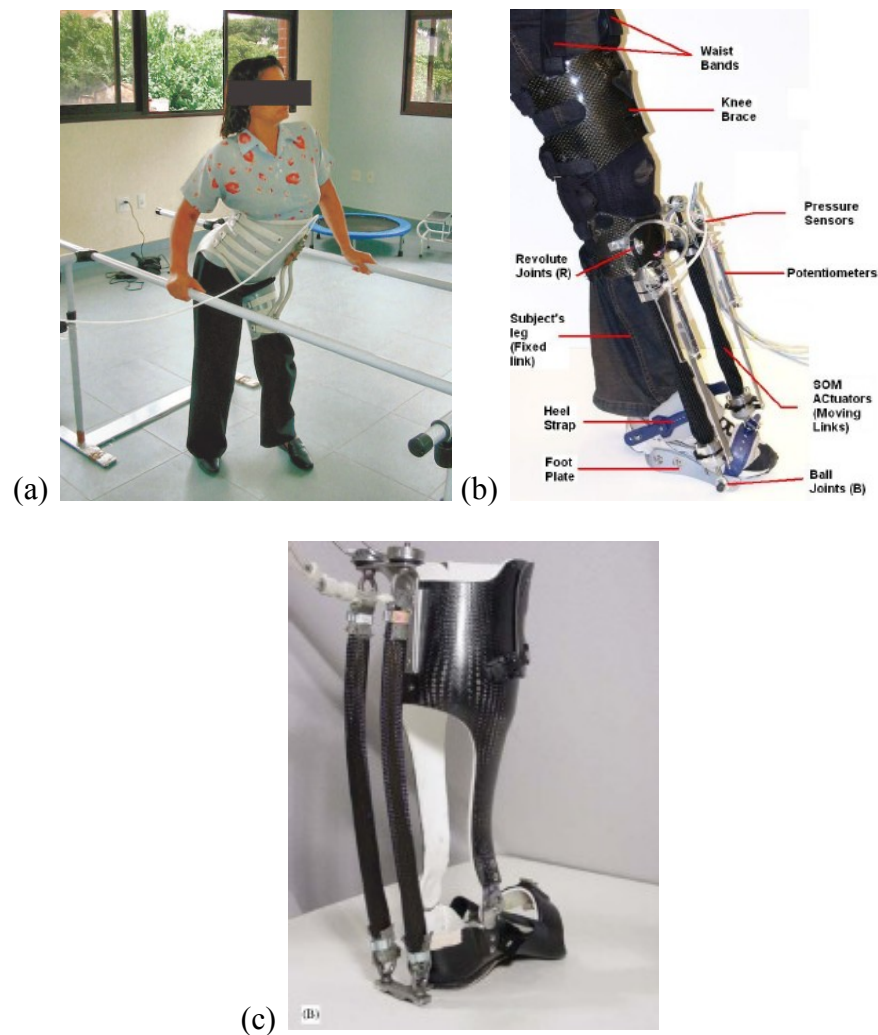 (a)
(b)
Waist
Bands
Knee
Brace
Pressure
Sensors
Revolute
Joints (R)
Potentiometers
Subject's
leg
(Fixed
link)
SOM
ACtuators
(Moving
Links)
Heel
Strap
Foot
Plate
Ball
Joints (B)
(c)
(B)